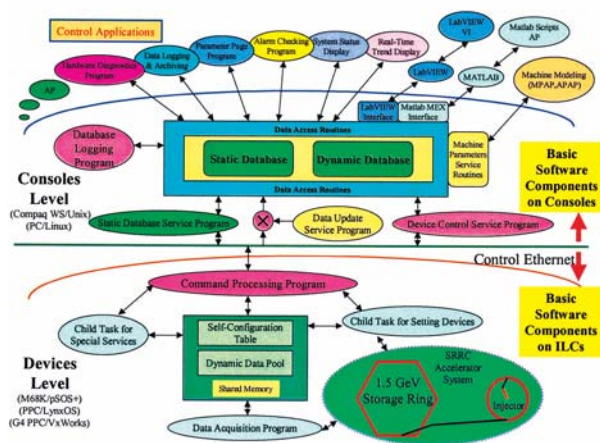 Control Applications
Hardware Diagnostics
Program
Data Logging
& Archiving
Parameter Page
Program
Alarm Checking
Program
System Status
Display
Real-Time
Trend Display
LabVIEW
VI
Matlab Scripts
AP
AP
LabVIEW
MATLAB
Machine Modeling
(MPAP,APAP)
LabVIEW
Interface
Matlab MEX
Interface
Database
Logging
Program
Data Access Routines
Static Database
Dynamic Database
Data Access Routines
Machine
Parameters
Service
Routines
Basic
Software
Components
on Consoles
Consoles
Level
(Compaq WS/Unix)
(PC/Linux)
Static Database Service Program
Data Update
Service Program
Device Control Service Program
Control Ethernet
Command Processing Program
Child Task for
Special Services
Self-Configuration
Table
Dynamic Data Pool
Shared Memory
Child Task for Setting Devices
Basic
Software
Components
on ILCs
Devices
Level
(M68K/pSOS+)
(PPC/LynxOS)
(G4 PPC/VxWorks)
SRRC
Accelerator
System
1.5 GeV
Storage Ring
Injector
Data Acquisition Program